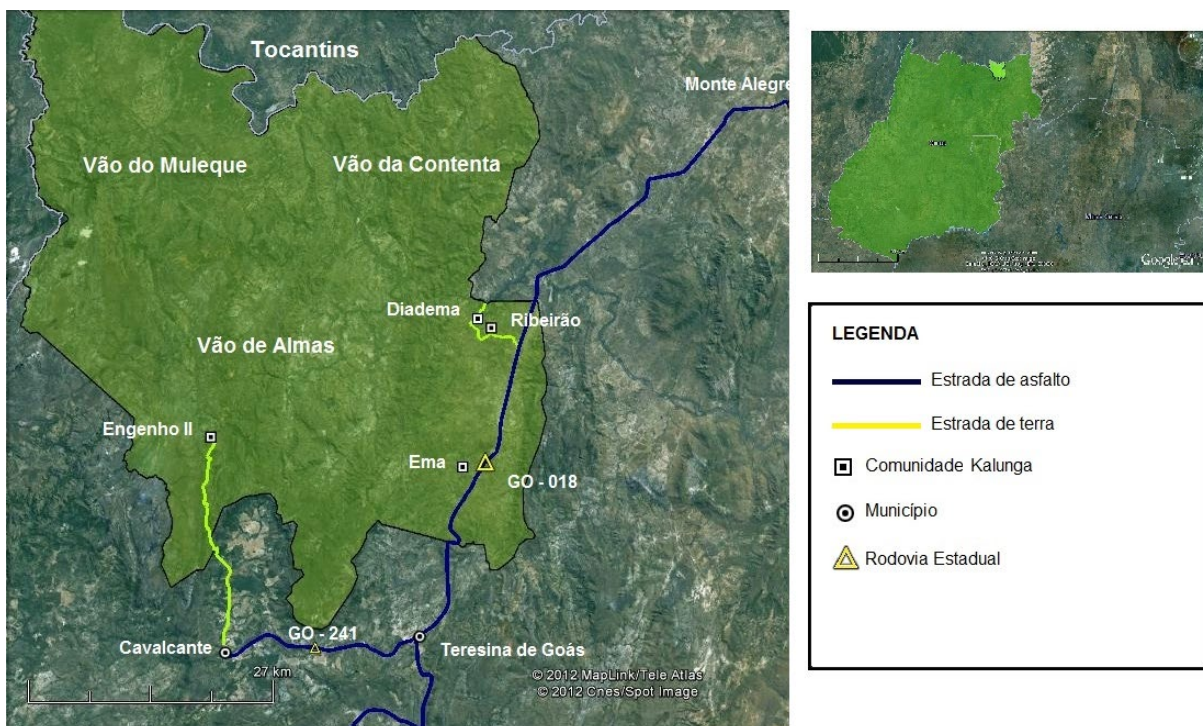 Tocantins
Monte Alegre
Vão do Muleque
Vão da Contenta
Diadema
Ribeirão
Vão de Almas
Engenho II
Ema
GO - 018
GO - 241
Cavalcante
Teresina de Goás
27 km
© 2012 MapLink/Tele Atlas
© 2012 Cnes/Spot Image
Google
LEGENDA
Estrada de asfalto
Estrada de terra
Comunidade Kalunga
Município
Rodovia Estadual